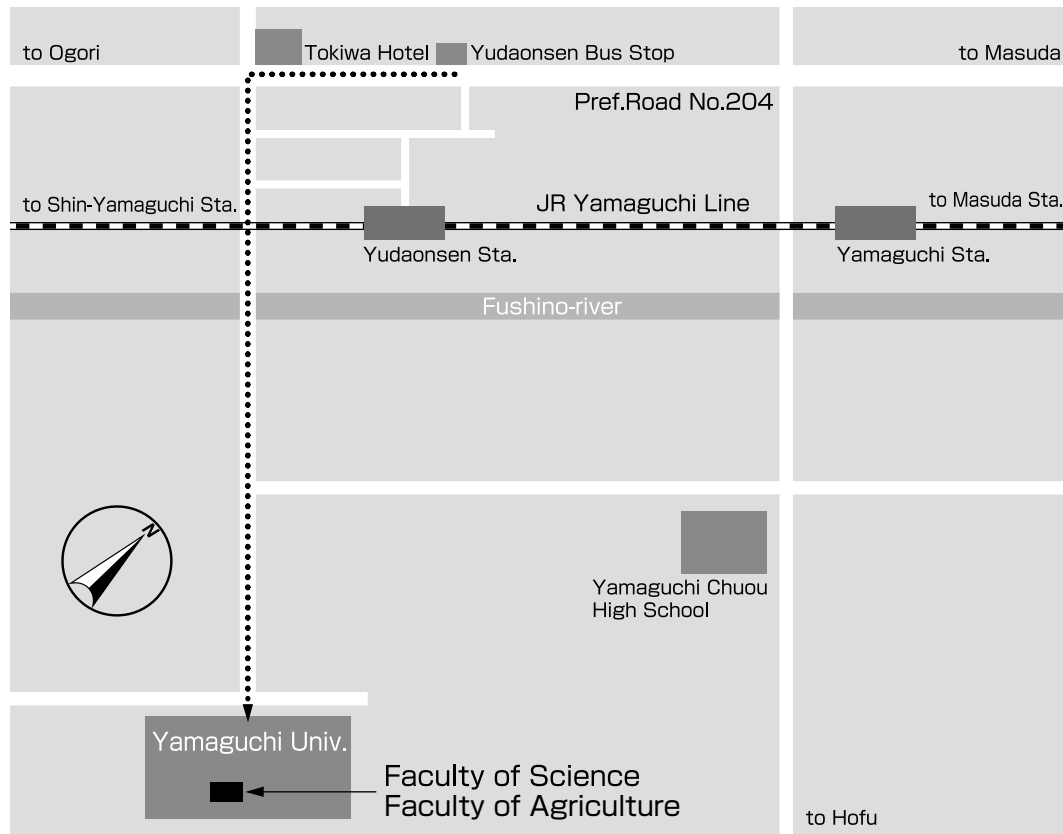 to Ogori
Tokiwa Hotel
Yudaonsen Bus Stop
to Masuda
Pref.Road No.204
to Shin-Yamaguchi Sta.
JR Yamaguchi Line
to Masuda Sta.
Yudaonsen Sta.
Yamaguchi Sta.
Fushino-river
N
Yamaguchi Chuou
High School
Yamaguchi Univ.
Faculty of Science
Faculty of Agriculture
to Hofu